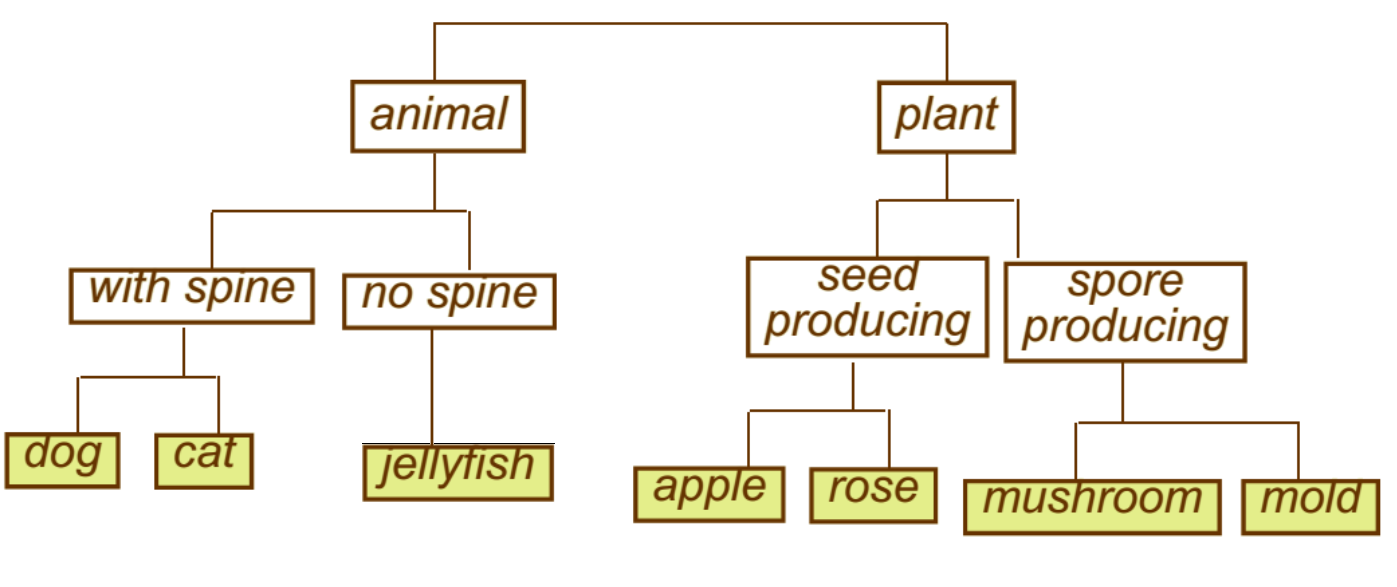 animal
plant
with spine
no spine
seed
producing
spore
producing
dog
cat
jellyfish
apple
rose
mushroom
mold